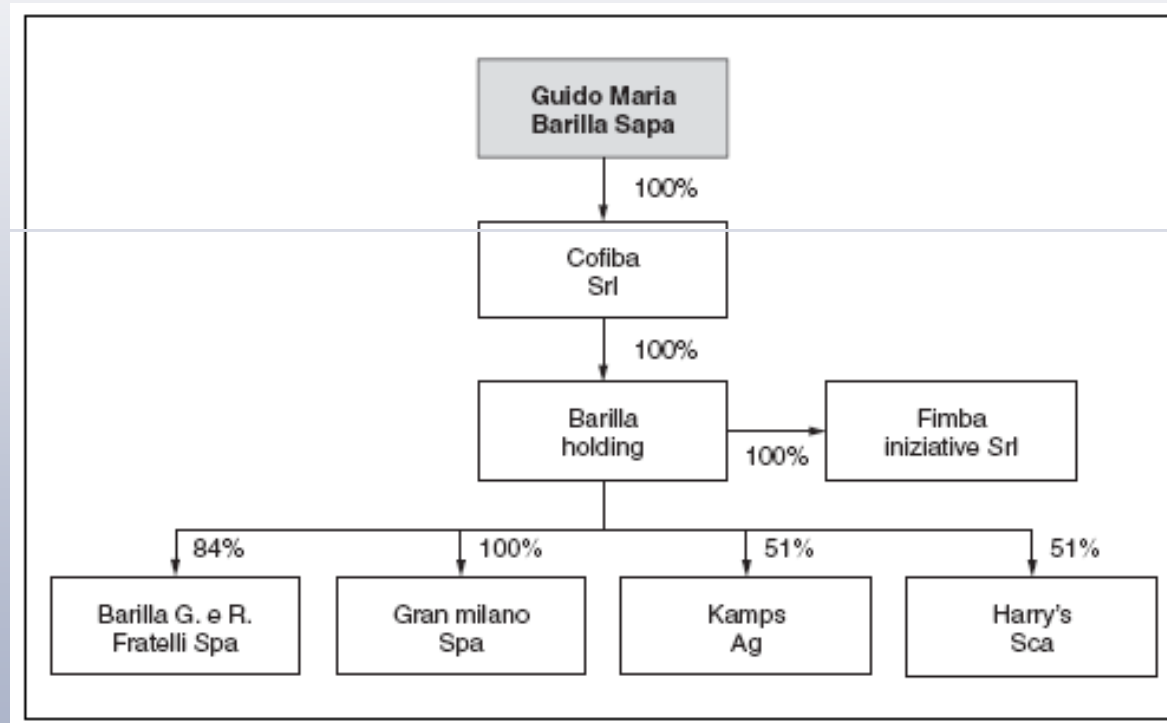 Guido Maria
Barilla Sapa
100%
Cofiba
Srl
100%
Barilla
holding
100%
Fimba
iniziative Srl
84%
100%
51%
51%
Barilla G. e R.
Fratelli Spa
Gran milano
Spa
Kamps
Ag
Harry's
Sca